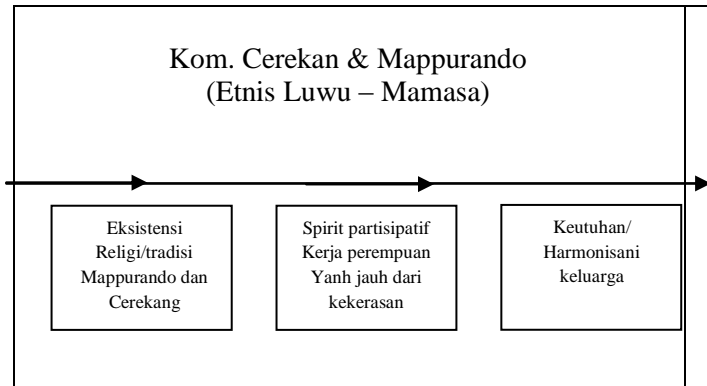 Kom. Cerekan & Mappurando
(Etnis Luwu – Mamasa)
Eksistensi
Religi/tradisi
Mappurando dan
Cerekang
Spirit partisipatif
Kerja perempuan
Yanh jauh dari
kekerasan
Keutuhan/
Harmonisani
keluarga